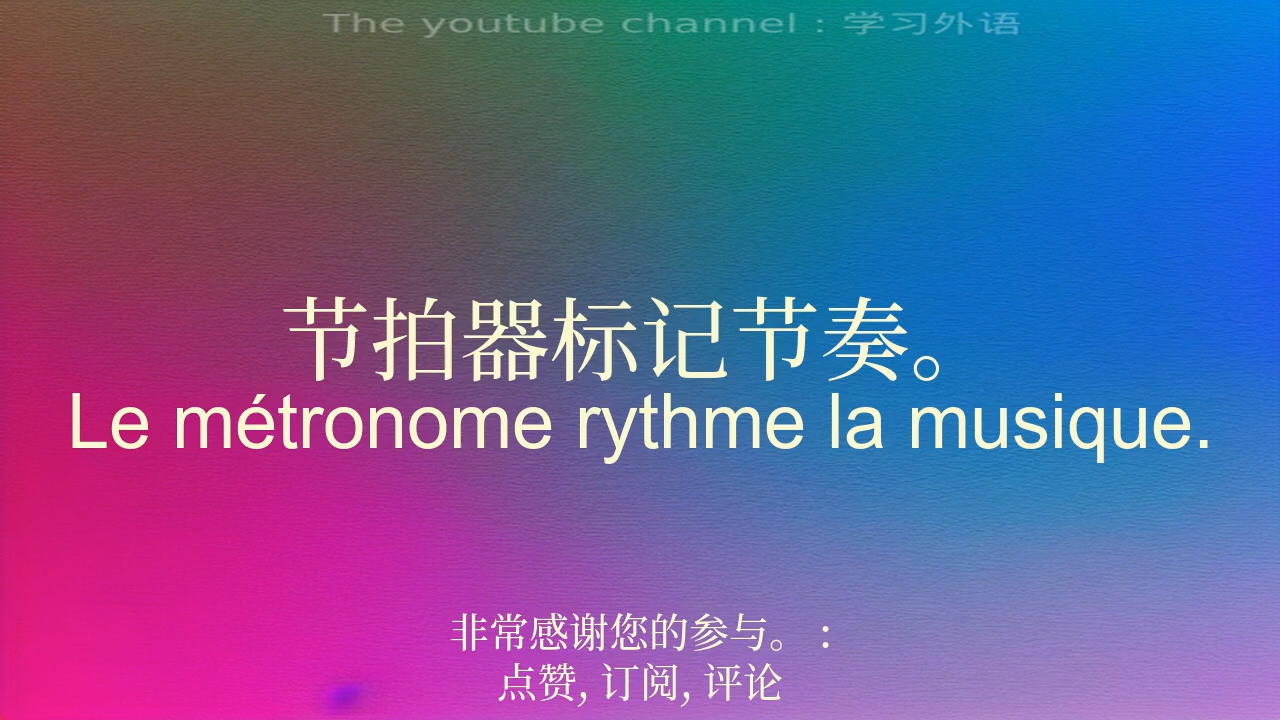 The youtube channel : 学习外语
节拍器标记节奏。
Le métronome rythme la musique.
非常感谢您的参与。 :
点赞, 订阅, 评论